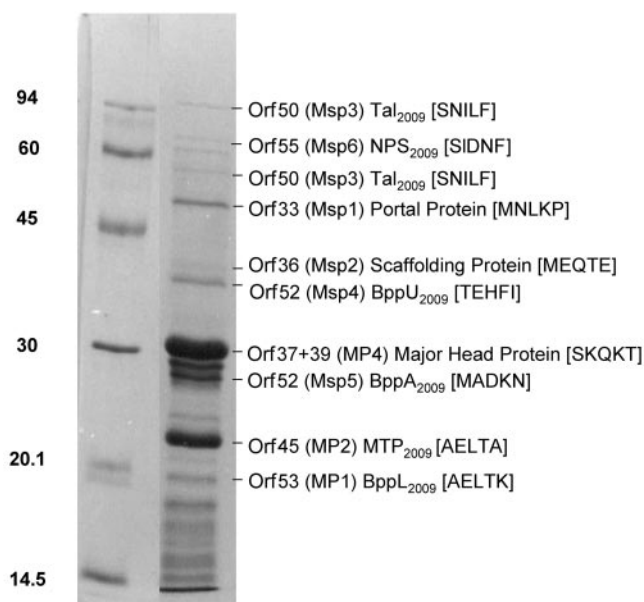 94
Orf50 (Msp3) Tal2009 [SNILF]
60
Orf55 (Msp6) NPS2009 [SIDNF]
Orf50 (Msp3) Tal2009 [SNILF]
45
Orf33 (Msp1) Portal Protein [MNLKP]
Orf36 (Msp2) Scaffolding Protein [MEQTE]
Orf52 (Msp4) BppU2009 [TEHFI]
30
Orf37+39 (MP4) Major Head Protein [SKQKT]
Orf52 (Msp5) BppA2009 [MADKN]
20.1
Orf45 (MP2) MTP2009 [AELTA]
Orf53 (MP1) BppL2009 [AELTK]
14.5